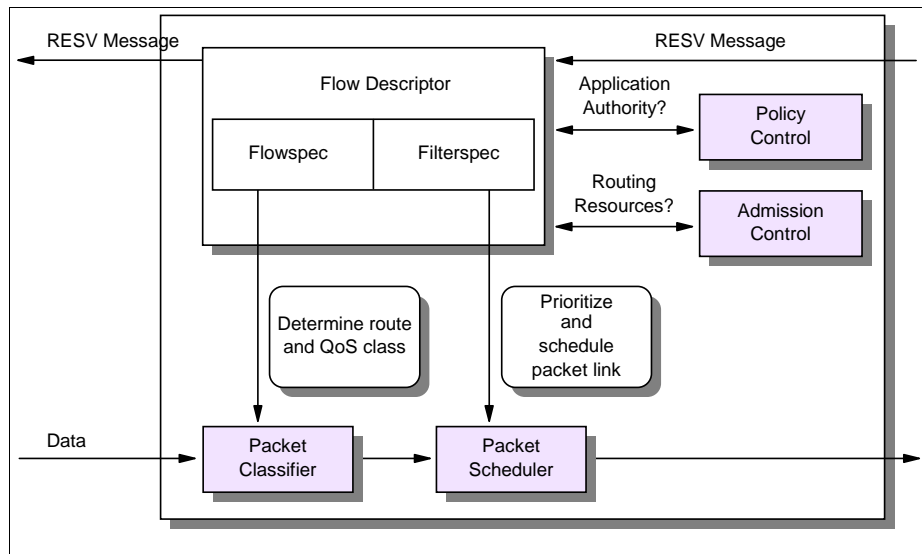 RESV Message
RESV Message
Flow Descriptor
Flowspec
Filterspec
Application
Authority?
Policy
Control
Routing
Resources?
Admission
Control
Determine route
and QoS class
Prioritize
and
schedule
packet link
Data
Packet
Classifier
Packet
Scheduler